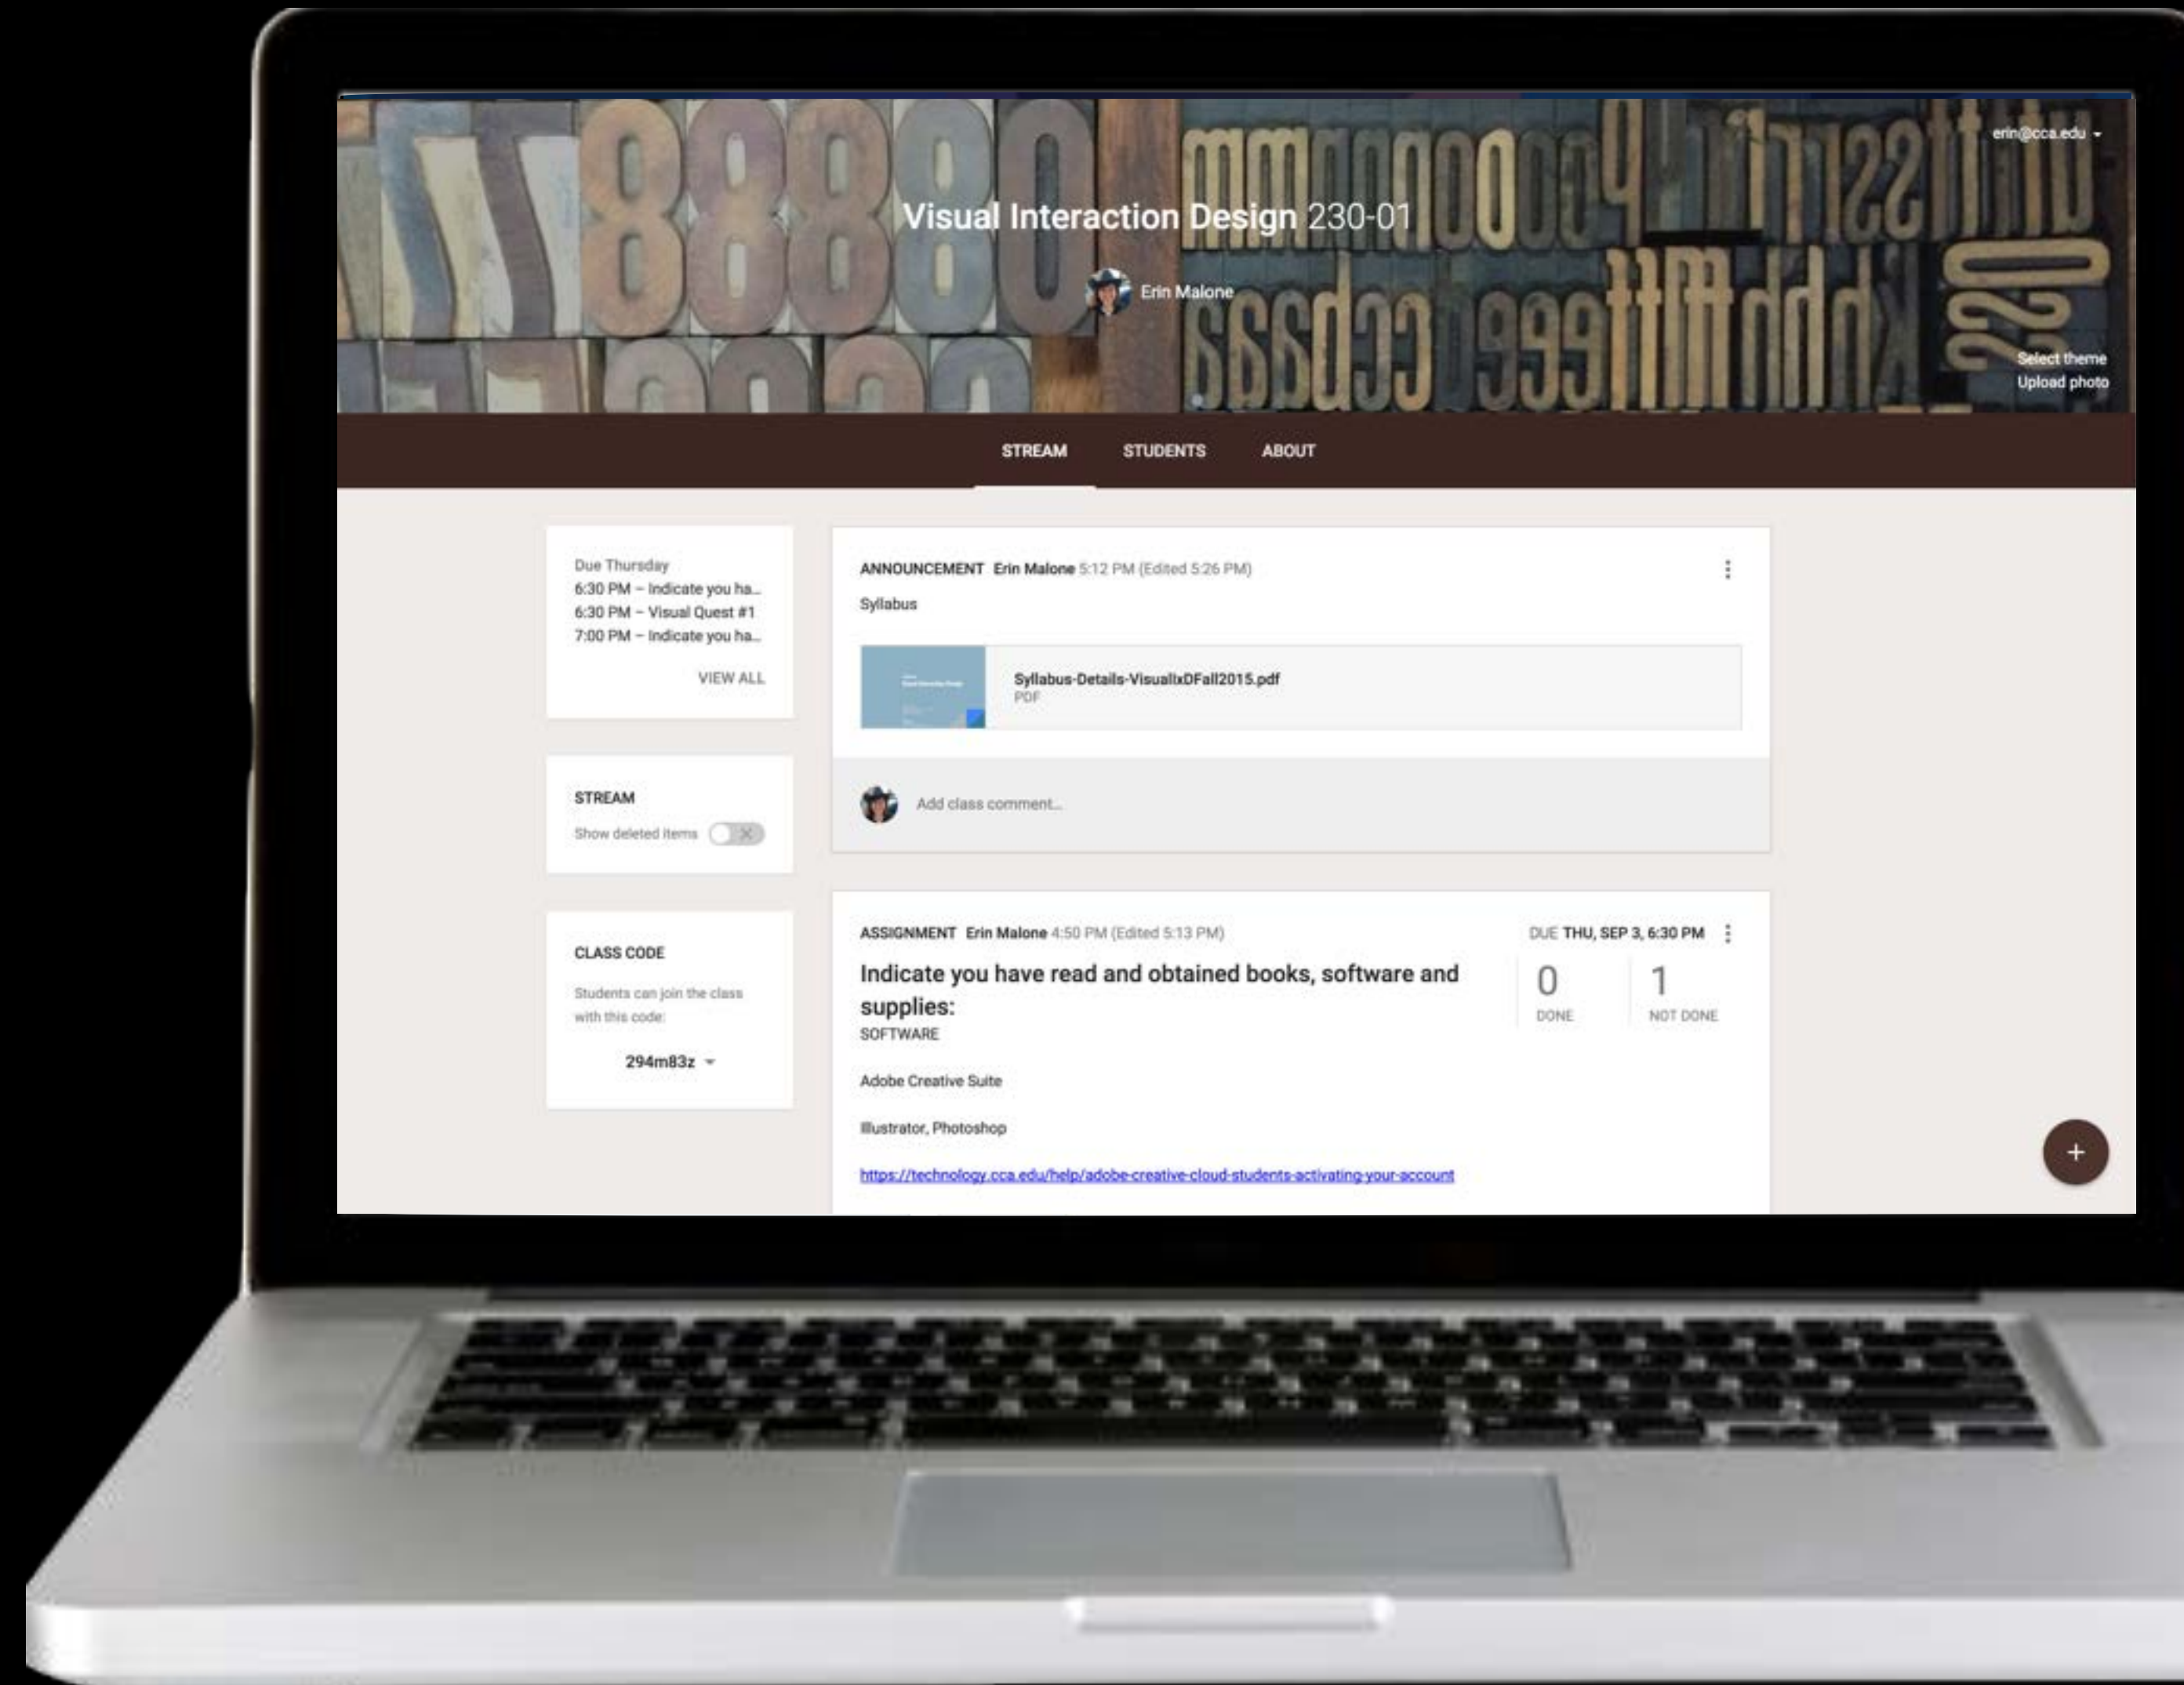 erin@cca.edu
Visual Interaction Design 230-01
Erin Malone
Select theme
Upload photo
STREAM STUDENTS ABOUT
Due Thursday
6:30 PM – Indicate you ha...
6:30 PM – Visual Quest #1
7:00 PM – Indicate you ha...
VIEW ALL
STREAM
Show deleted items
CLASS CODE
Students can join the class
with this code:
294m83z
ANNOUNCEMENT Erin Malone 5:12 PM (Edited 5:26 PM)
Syllabus
Syllabus-Details-VisualIxDFall2015.pdf
PDF
Add class comment...
ASSIGNMENT Erin Malone 4:50 PM (Edited 5:13 PM)
DUE THU, SEP 3, 6:30 PM
Indicate you have read and obtained books, software and
supplies:
0 1
DONE NOT DONE
SOFTWARE
Adobe Creative Suite
Illustrator, Photoshop
https://technology.cca.edu/help/adobe-creative-cloud-students-activating-your-account
+